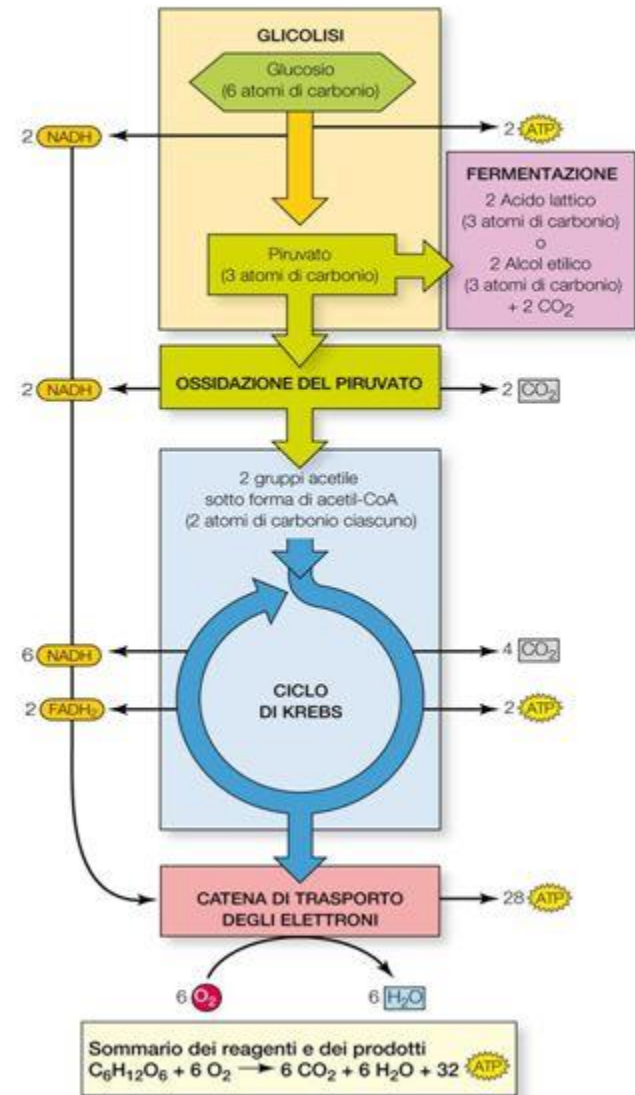 GLICOLISI
Glucosio
(6 atomi di carbonio)
2 NADH
2 ATP
FERMENTAZIONE
2 Acido lattico
(3 atomi di carbonio)
o
2 Alcol etilico
(3 atomi di carbonio)
+ 2 CO₂
Piruvato
(3 atomi di carbonio)
2 NADH
OSSIDAZIONE DEL PIRUVATO
2 CO₂
2 gruppi acetile
sotto forma di acetil-CoA
(2 atomi di carbonio ciascuno)
6 NADH
4 CO₂
2 FADH₂
CICLO
DI KREBS
2 ATP
CATENA DI TRASPORTO
DEGLI ELETTRONI
28 ATP
6 O₂
6 H₂O
Sommario dei reagenti e dei prodotti
C₆H₁₂O₆ + 6 O₂ → 6 CO₂ + 6 H₂O + 32 ATP